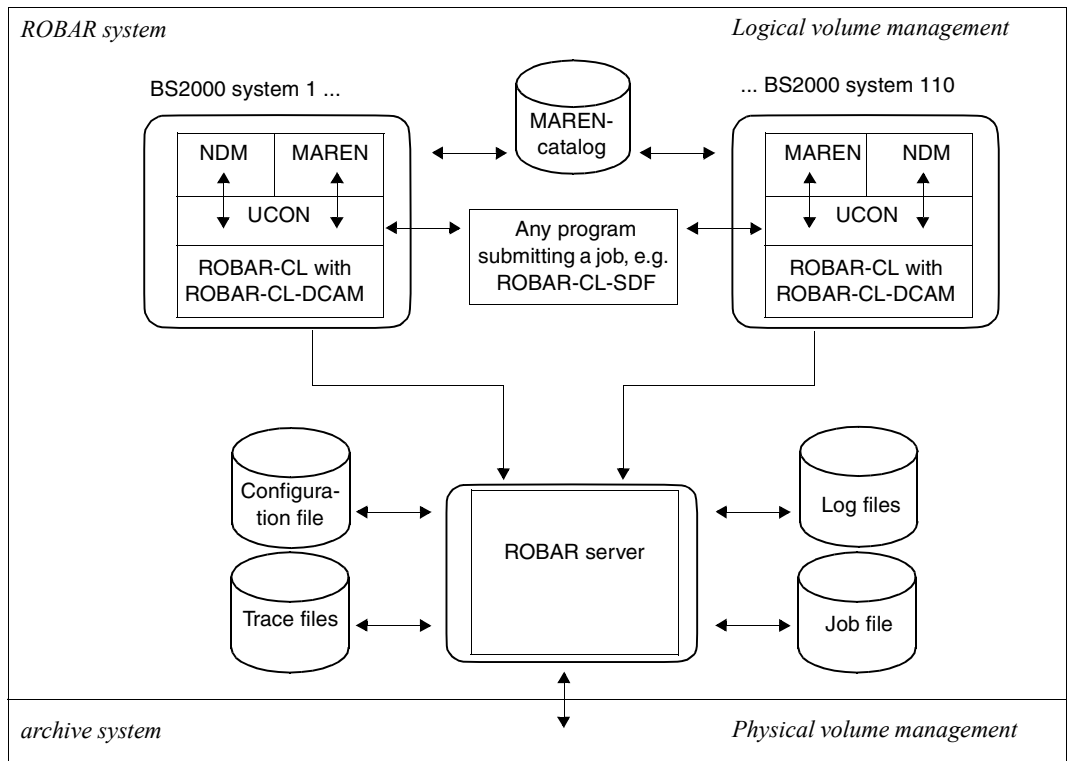 ROBAR system
Logical volume management
BS2000 system 1 ...
... BS2000 system 110
MAREN-
catalog
NDM
MAREN
UCON
ROBAR-CL with
ROBAR-CL-DCAM
Any program
submitting a job, e.g.
ROBAR-CL-SDF
MAREN
NDM
UCON
ROBAR-CL with
ROBAR-CL-DCAM
Configura-
tion file
Log files
ROBAR server
Trace files
Job file
archive system
Physical volume management